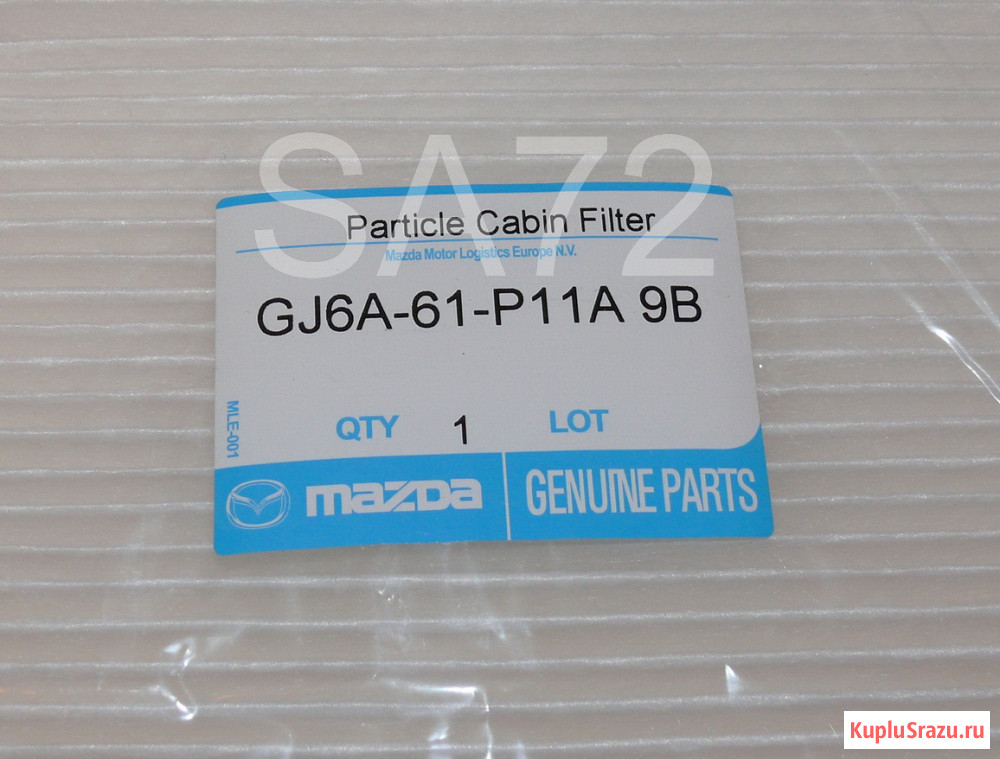 SA72
Particle Cabin Filter
Mazda Motor Logistics Europe N.V.
GJ6A-61-P11A 9B
MLE-001
QTY 1 LOT
mazda GENUINE PARTS
KupluSrazu.ru